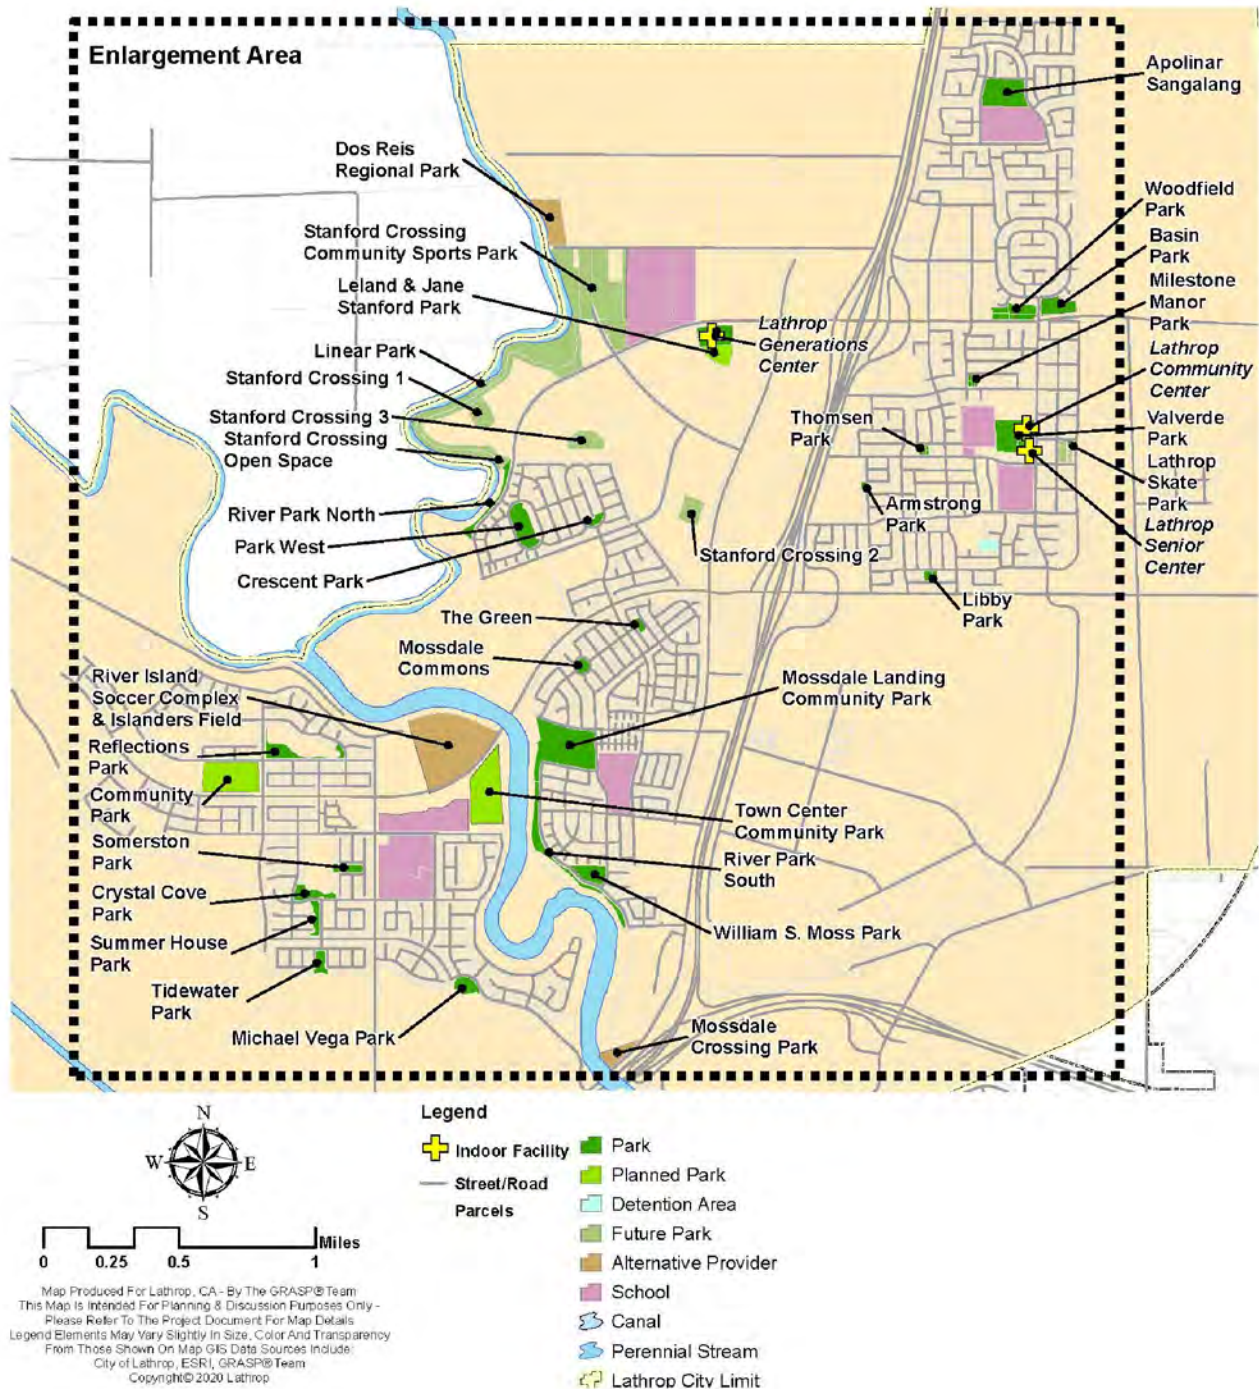 Enlargement Area
Apolinar
Sangalang
Dos Reis
Regional Park
Woodfield
Park
Stanford Crossing
Community Sports Park
Basin
Park
Leland & Jane
Stanford Park
Milestone
Manor
Park
Lathrop
Generations
Center
Linear Park
Lathrop
Community
Center
Stanford Crossing 1
Stanford Crossing 3
Thomsen
Park
Valverde
Park
Stanford Crossing
Open Space
Lathrop
Skate
Park
River Park North
Armstrong
Park
Park West
Stanford Crossing 2
Lathrop
Senior
Center
Crescent Park
Libby
Park
The Green
Mossdale
Commons
River Island
Soccer Complex
& Islanders Field
Mossdale Landing
Community Park
Reflections
Park
Community
Park
Town Center
Community Park
Somerston
Park
River Park
South
Crystal Cove
Park
William S. Moss Park
Summer House
Park
Tidewater
Park
Michael Vega Park
Mossdale
Crossing Park
N
W E
S
0 0.25 0.5 1 Miles
Map Produced For Lathrop, CA - By The GRASP® Team
This Map Is Intended For Planning & Discussion Purposes Only -
Please Refer To The Project Document For Map Details
Legend Elements May Vary Slightly In Size, Color And Transparency
From Those Shown On Map GIS Data Sources Include:
City of Lathrop, ESRI, GRASP® Team
Copyright© 2020 Lathrop
Legend
Indoor Facility
Street/Road
Parcels
Park
Planned Park
Detention Area
Future Park
Alternative Provider
School
Canal
Perennial Stream
Lathrop City Limit